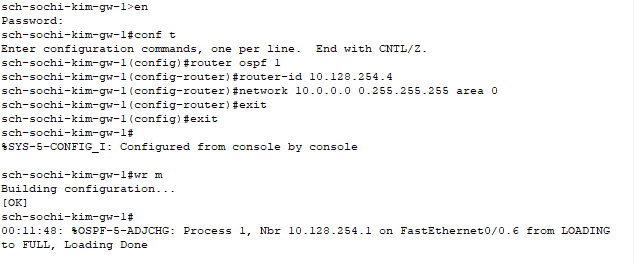 sch-sochi-kim-gw-1>en
Password:
sch-sochi-kim-gw-1#conf t
Enter configuration commands, one per line.  End with CNTL/Z.
sch-sochi-kim-gw-1(config)#router ospf 1
sch-sochi-kim-gw-1(config-router)#router-id 10.128.254.4
sch-sochi-kim-gw-1(config-router)#network 10.0.0.0 0.255.255.255 area 0
sch-sochi-kim-gw-1(config-router)#exit
sch-sochi-kim-gw-1(config)#exit
sch-sochi-kim-gw-1#
%SYS-5-CONFIG_I: Configured from console by console
sch-sochi-kim-gw-1#wr m
Building configuration...
[OK]
sch-sochi-kim-gw-1#
00:11:48: %OSPF-5-ADJCHG: Process 1, Nbr 10.128.254.1 on FastEthernet0/0.6 from LOADING
to FULL, Loading Done